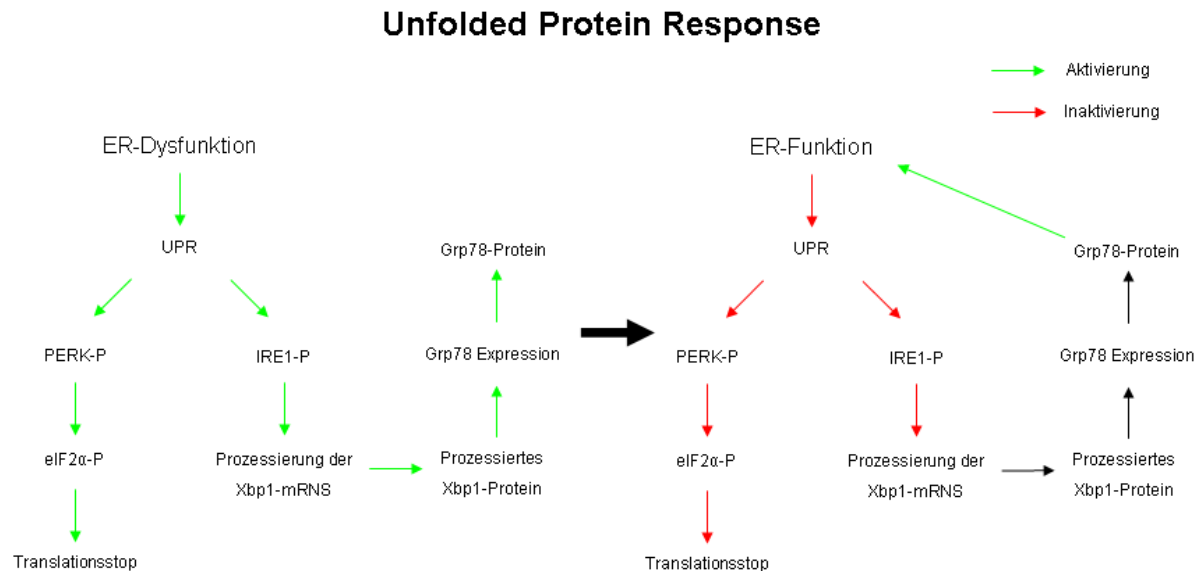 Unfolded Protein Response
Aktivierung
Inaktivierung
ER-Dysfunktion
UPR
PERK-P
IRE1-P
eIF2α-P
Prozessierung der
Xbp1-mRNS
Translationsstop
Grp78-Protein
Grp78 Expression
Prozessiertes
Xbp1-Protein
ER-Funktion
UPR
PERK-P
IRE1-P
eIF2α-P
Prozessierung der
Xbp1-mRNS
Translationsstop
Grp78-Protein
Grp78 Expression
Prozessiertes
Xbp1-Protein